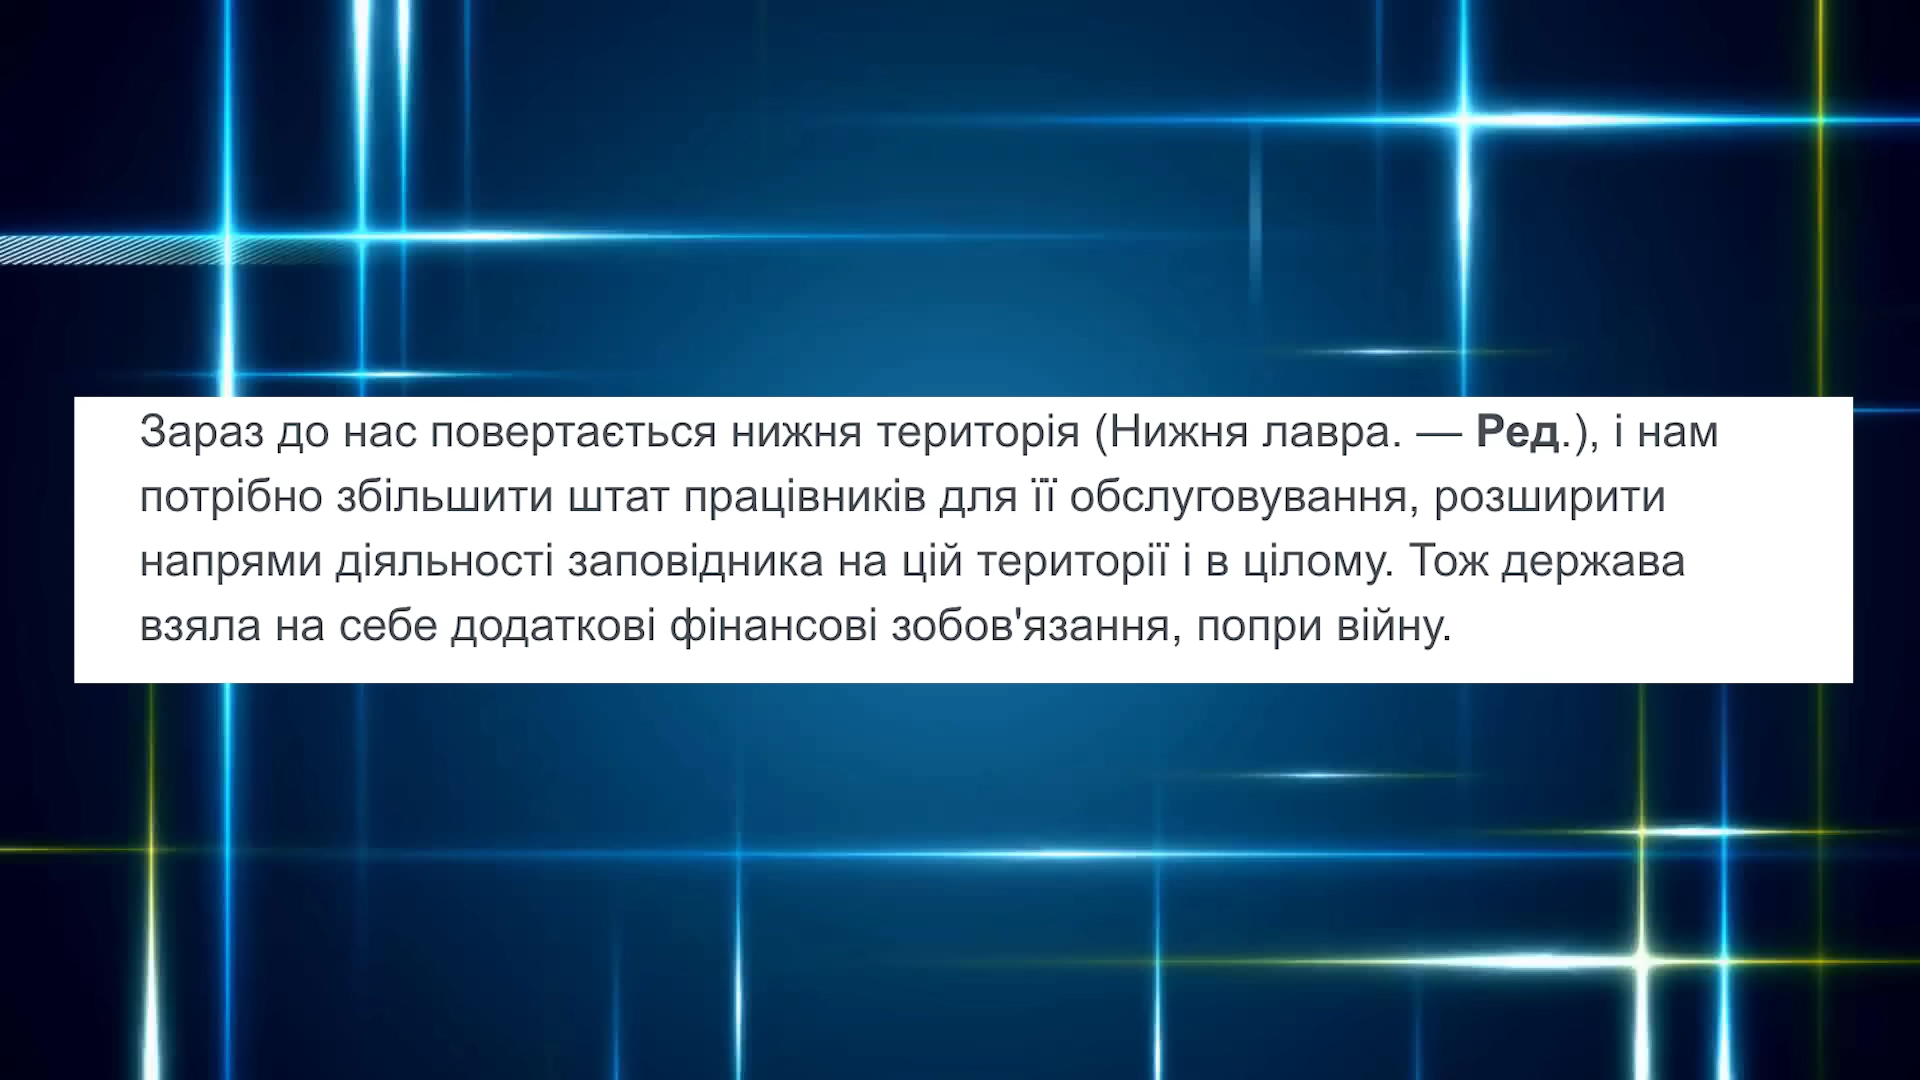 Зараз до нас повертається нижня територія (Нижня лавра. — Ред.), і нам
потрібно збільшити штат працівників для її обслуговування, розширити
напрями діяльності заповідника на цій території і в цілому. Тож держава
взяла на себе додаткові фінансові зобов'язання, попри війну.